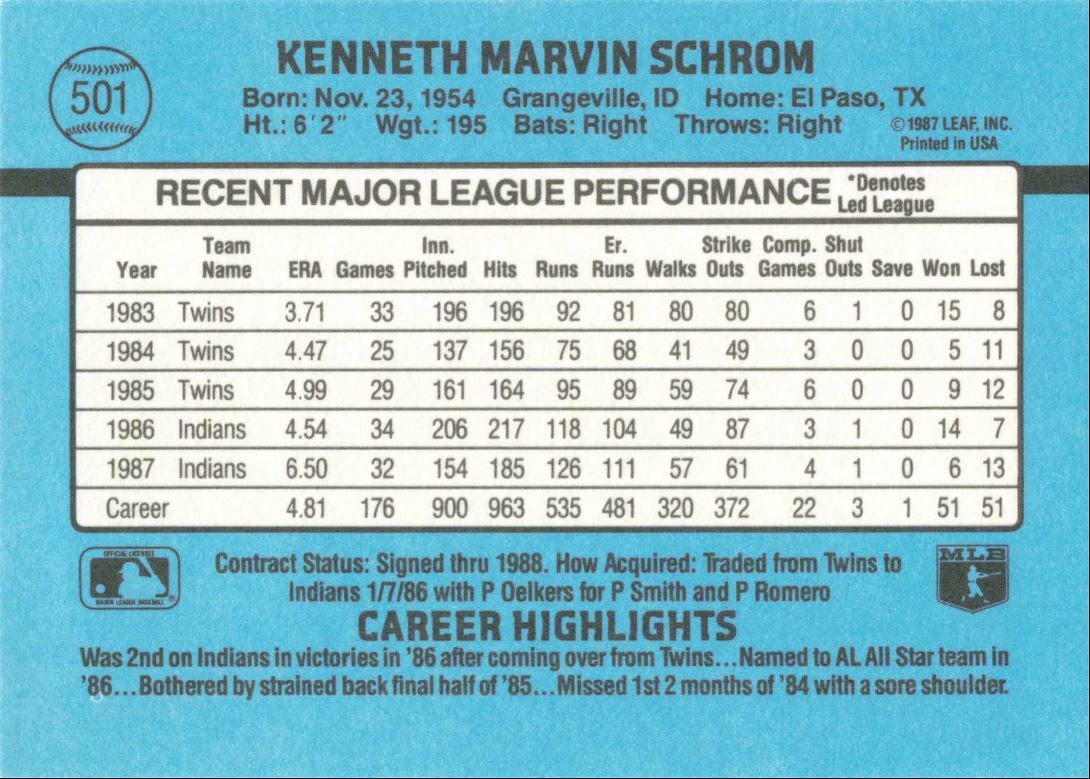 501
KENNETH MARVIN SCHROM
Born: Nov. 23, 1954 Grangeville, ID Home: El Paso, TX
Ht.: 6'2" Wgt.: 195 Bats: Right Throws: Right
©1987 LEAF, INC.
Printed in USA
RECENT MAJOR LEAGUE PERFORMANCE *Denotes
Led League
Team Inn. Er. Strike Comp. Shut
Year Name ERA Games Pitched Hits Runs Runs Walks Outs Games Outs Save Won Lost
1983 Twins 3.71 33 196 196 92 81 80 80 6 1 0 15 8
1984 Twins 4.47 25 137 156 75 68 41 49 3 0 0 5 11
1985 Twins 4.99 29 161 164 95 89 59 74 6 0 0 9 12
1986 Indians 4.54 34 206 217 118 104 49 87 3 1 0 14 7
1987 Indians 6.50 32 154 185 126 111 57 61 4 1 0 6 13
Career 4.81 176 900 963 535 481 320 372 22 3 1 51 51
OFFICIAL LICENSEE
MAJOR LEAGUE BASEBALL ®
Contract Status: Signed thru 1988. How Acquired: Traded from Twins to
Indians 1/7/86 with P Oelkers for P Smith and P Romero
MLB
CAREER HIGHLIGHTS
Was 2nd on Indians in victories in '86 after coming over from Twins...Named to AL All Star team in
'86...Bothered by strained back final half of '85...Missed 1st 2 months of '84 with a sore shoulder.